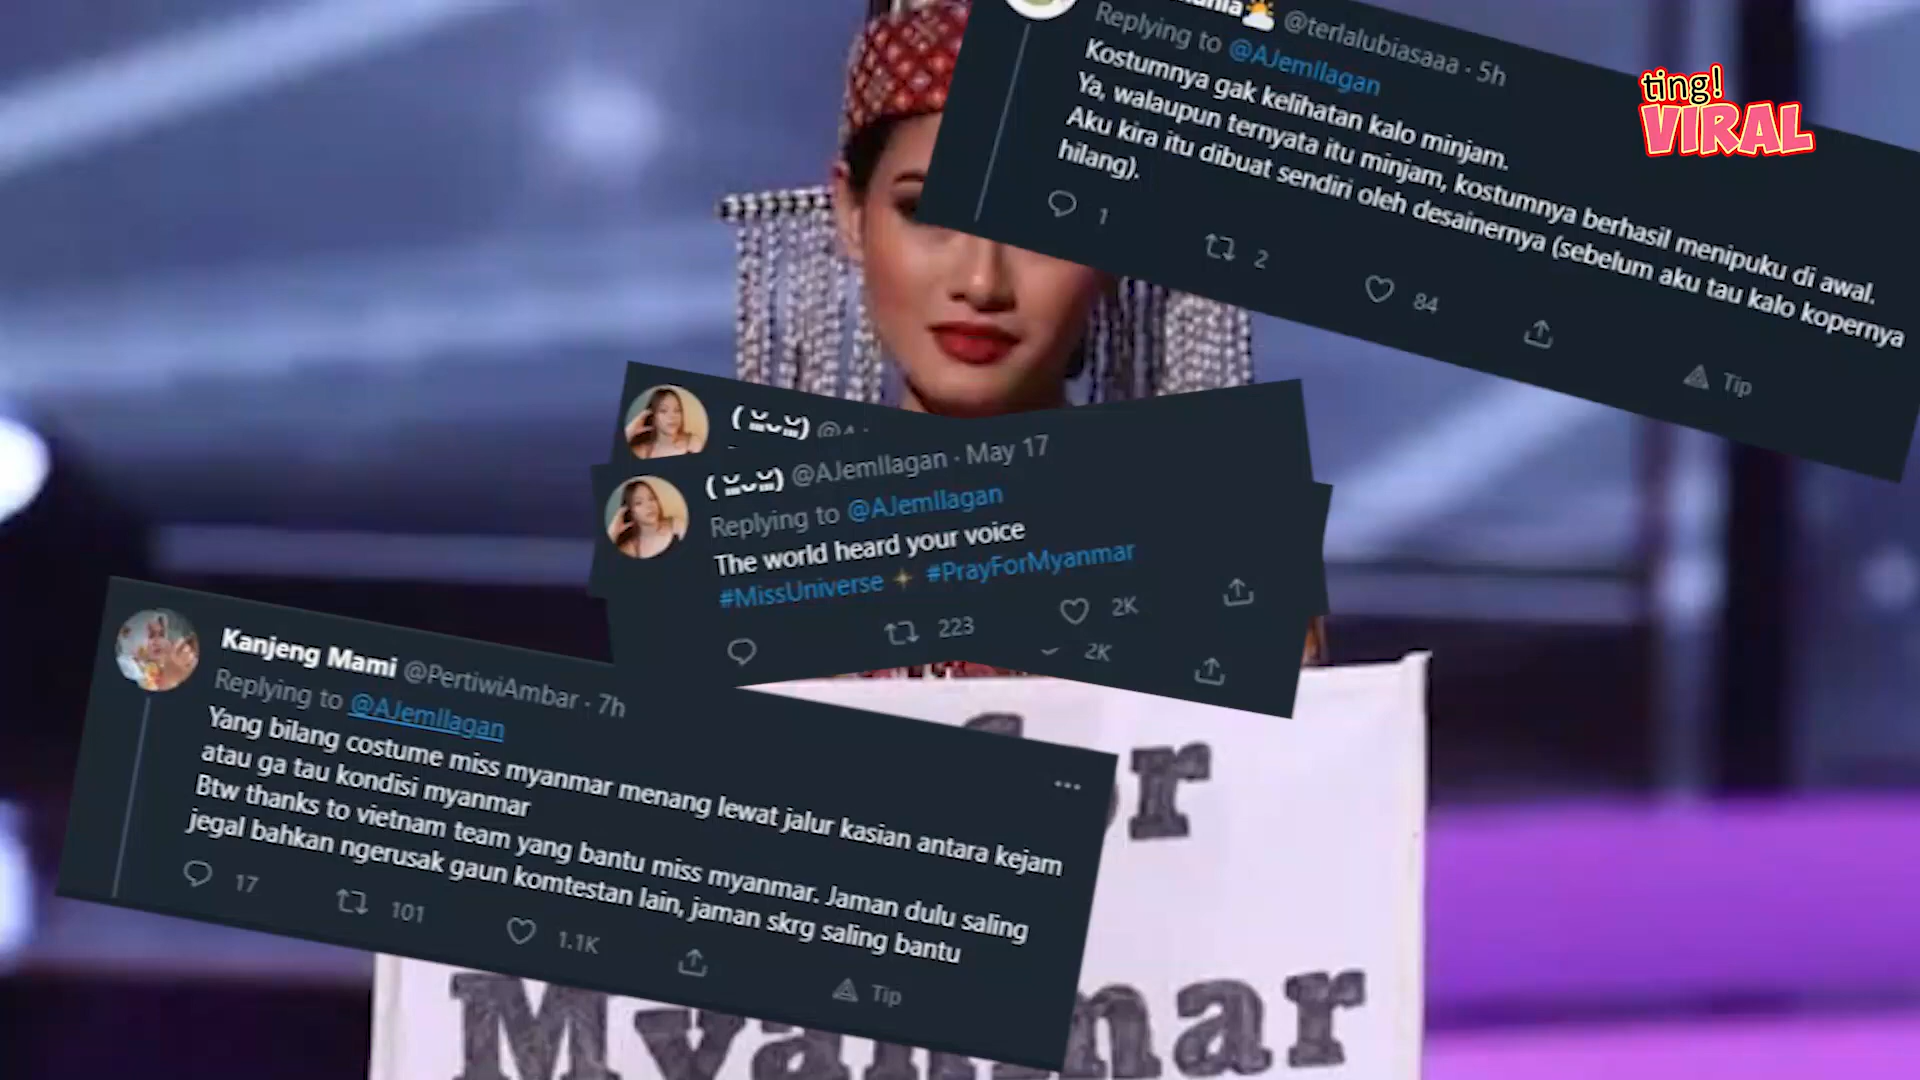 @terlalubiasaaa · 5h
Replying to @AJemIlagan
Kostumnya gak kelihatan kalo minjam.
Ya, walaupun ternyata itu minjam, kostumnya berhasil menipuku di awal.
Aku kira itu dibuat sendiri oleh desainernya (sebelum aku tau kalo kopernya
hilang).
1 2 84 Tip
ting!
VIRAL
@AJemIlagan · May 17
Replying to @AJemIlagan
The world heard your voice
#MissUniverse #PrayForMyanmar
223 2K
2K
Kanjeng Mami @PertiwiAmbar · 7h
Replying to @AJemIlagan
Yang bilang costume miss myanmar menang lewat jalur kasian antara kejam
atau ga tau kondisi myanmar
Btw thanks to vietnam team yang bantu miss myanmar. Jaman dulu saling
jegal bahkan ngerusak gaun komtestan lain, jaman skrg saling bantu
17 101 1.1K Tip